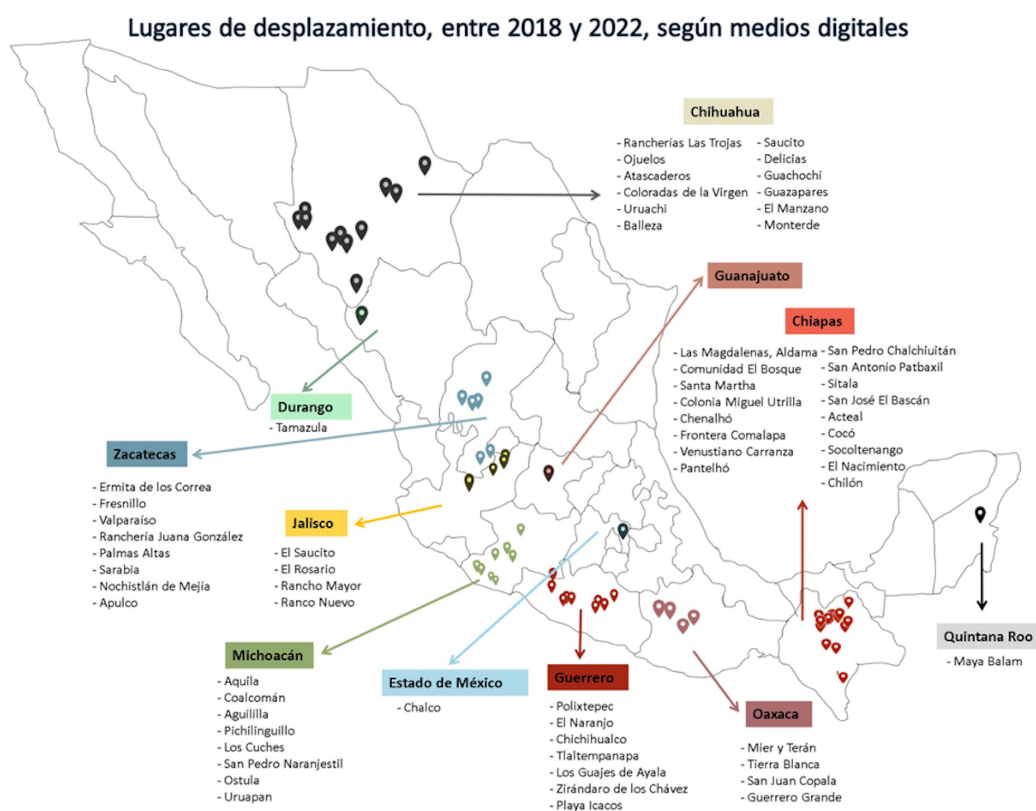 Lugares de desplazamiento, entre 2018 y 2022, según medios digitales
Chihuahua
- Rancherías Las Trojas
- Ojuelos
- Atascaderos
- Coloradas de la Virgen
- Uruachi
- Balleza
- Saucito
- Delicias
- Guachochi
- Guazapares
- El Manzano
- Monterde
Guanajuato
Chiapas
- Las Magdalenas, Aldama
- Comunidad El Bosque
- Santa Martha
- Colonia Miguel Utrilla
- Chenalhó
- Frontera Comalapa
- Venustiano Carranza
- Pantelhó
- San Pedro Chalchiuitán
- San Antonio Patbaxil
- Sitala
- San José El Bascán
- Acteal
- Cocó
- Socoltenango
- El Nacimiento
- Chilón
Durango
- Tamazula
Zacatecas
- Ermita de los Correa
- Fresnillo
- Valparaíso
- Ranchería Juana González
- Palmas Altas
- Sarabia
- Nochistlán de Mejía
- Apulco
Jalisco
- El Saucito
- El Rosario
- Rancho Mayor
- Ranco Nuevo
Quintana Roo
- Maya Balam
Michoacán
- Aquila
- Coalcomán
- Aguililla
- Pichilinguillo
- Los Cuches
- San Pedro Naranjestil
- Ostula
- Uruapan
Estado de México
- Chalco
Guerrero
- Polixtepec
- El Naranjo
- Chichihualco
- Tlaltempanapa
- Los Guajes de Ayala
- Zirándaro de los Chávez
- Playa Icacos
Oaxaca
- Mier y Terán
- Tierra Blanca
- San Juan Copala
- Guerrero Grande